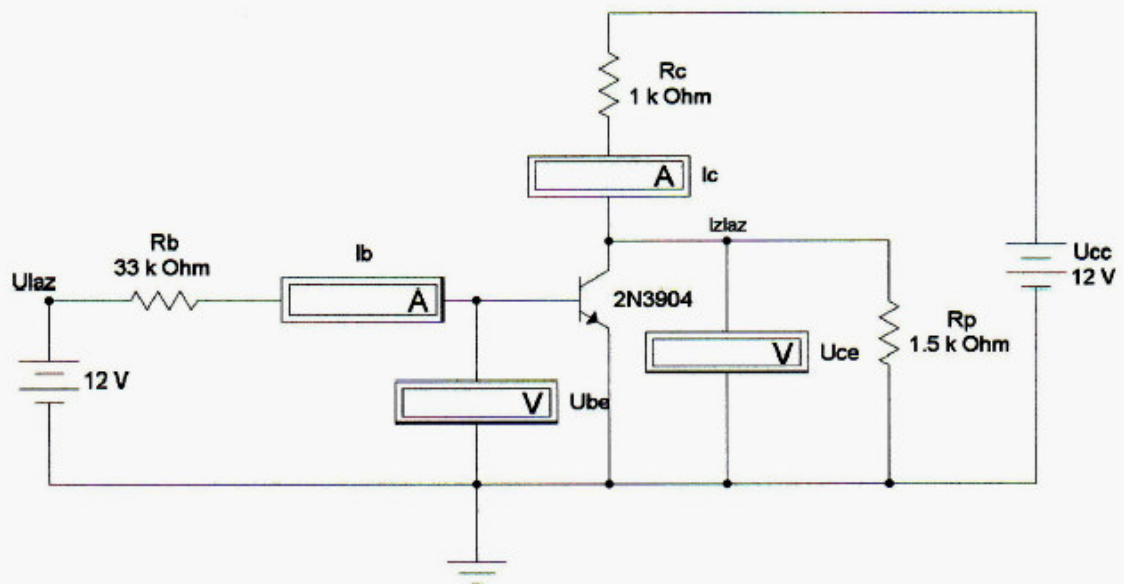 Rc
1 k Ohm
A
Ic
Izlaz
Ucc
12 V
Rb
33 k Ohm
Ib
Ulaz
A
2N3904
Rp
1.5 k Ohm
V
Uce
12 V
V
Ube